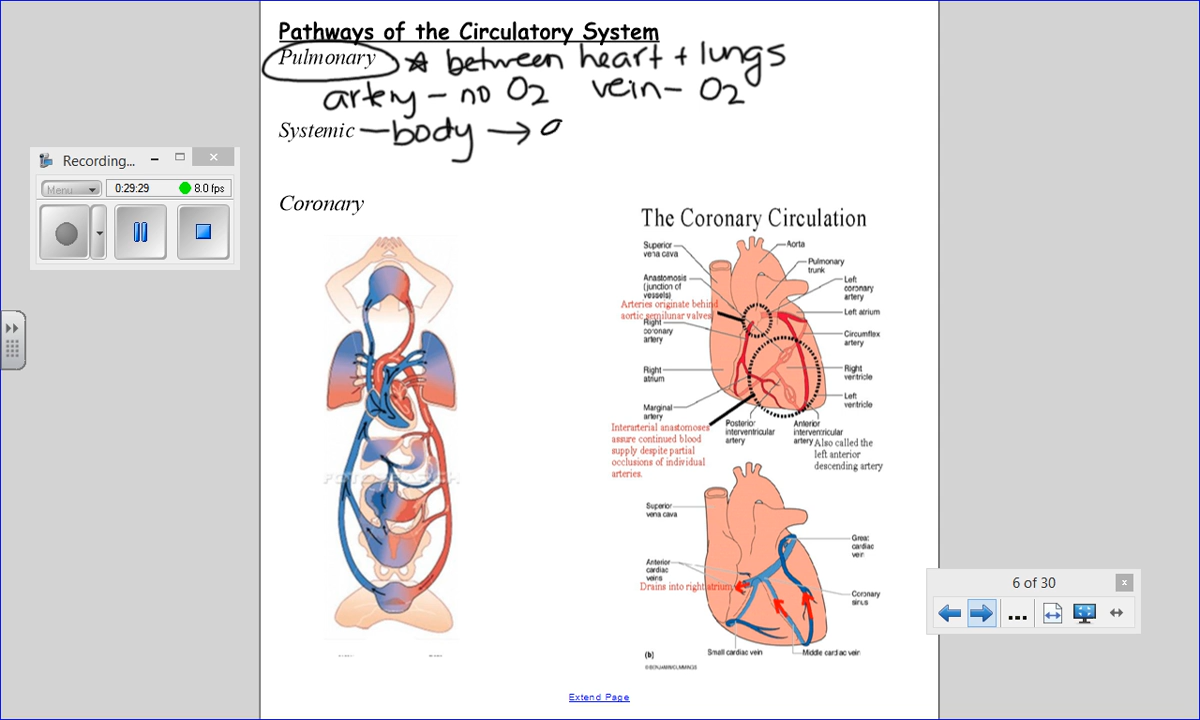 Pathways of the Circulatory System
Pulmonary ☆ between heart + lungs
artery - no O2 vein - O2
Systemic - body →
Recording...
Menu
0:29:29
8.0 fps
Coronary
The Coronary Circulation
Superior
vena cava
Aorta
Pulmonary
trunk
Anastomosis
(junction of
vessels)
Left
coronary
artery
Arteries originate behind
aortic semilunar valves
Left atrium
Right
coronary
artery
Circumflex
artery
Right
atrium
Right
ventricle
Left
ventricle
Marginal
artery
Posterior
interventricular
artery
Anterior
interventricular
artery
Also called the
left anterior
descending artery
Interarterial anastomoses
assure continued blood
supply despite partial
occlusions of individual
arteries.
FOTOSEARCH
Superior
vena cava
Great
cardiac
vein
Anterior
cardiac
veins
Drains into right atrium
Coronary
sinus
Small cardiac vein
Middle cardiac vein
(b)
©BENJAMIN/CUMMINGS
6 of 30
...
Extend Page